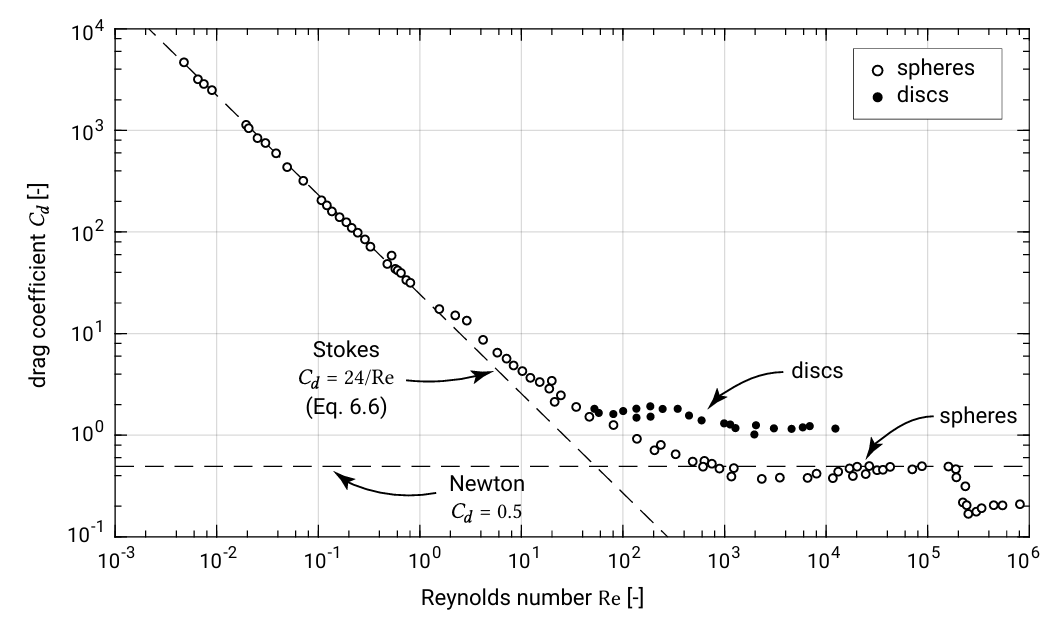 10^4
10^3
10^2
10^1
10^0
10^-1
drag coefficient C_d [-]
spheres
discs
Stokes
C_d = 24/Re
(Eq. 6.6)
discs
spheres
Newton
C_d = 0.5
10^-3 10^-2 10^-1 10^0 10^1 10^2 10^3 10^4 10^5 10^6
Reynolds number Re [-]